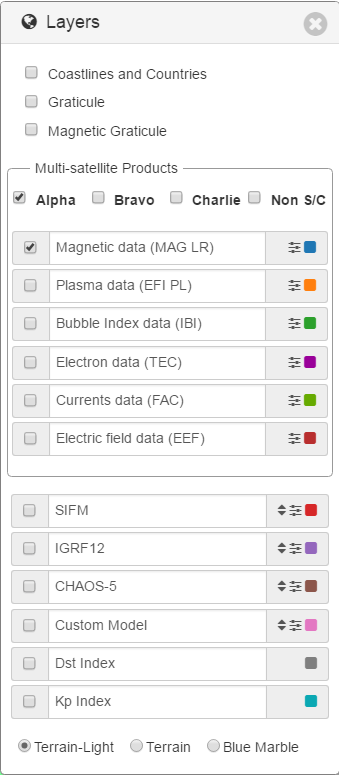 Layers
Coastlines and Countries
Graticule
Magnetic Graticule
Multi-satellite Products
Alpha Bravo Charlie Non S/C
Magnetic data (MAG LR)
Plasma data (EFI PL)
Bubble Index data (IBI)
Electron data (TEC)
Currents data (FAC)
Electric field data (EEF)
SIFM
IGRF12
CHAOS-5
Custom Model
Dst Index
Kp Index
Terrain-Light Terrain Blue Marble